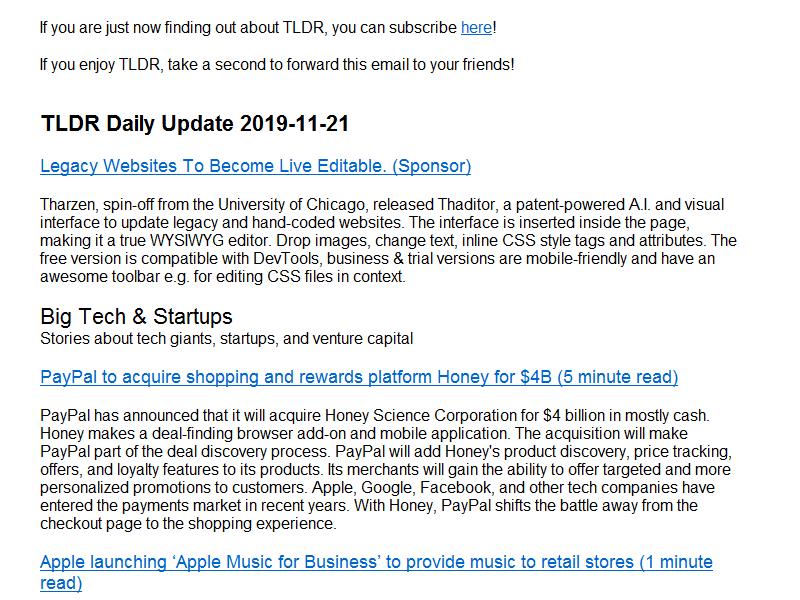 If you are just now finding out about TLDR, you can subscribe here!
If you enjoy TLDR, take a second to forward this email to your friends!
TLDR Daily Update 2019-11-21
Legacy Websites To Become Live Editable. (Sponsor)
Tharzen, spin-off from the University of Chicago, released Thaditor, a patent-powered A.I. and visual
interface to update legacy and hand-coded websites. The interface is inserted inside the page,
making it a true WYSIWYG editor. Drop images, change text, inline CSS style tags and attributes. The
free version is compatible with DevTools, business & trial versions are mobile-friendly and have an
awesome toolbar e.g. for editing CSS files in context.
Big Tech & Startups
Stories about tech giants, startups, and venture capital
PayPal to acquire shopping and rewards platform Honey for $4B (5 minute read)
PayPal has announced that it will acquire Honey Science Corporation for $4 billion in mostly cash.
Honey makes a deal-finding browser add-on and mobile application. The acquisition will make
PayPal part of the deal discovery process. PayPal will add Honey's product discovery, price tracking,
offers, and loyalty features to its products. Its merchants will gain the ability to offer targeted and more
personalized promotions to customers. Apple, Google, Facebook, and other tech companies have
entered the payments market in recent years. With Honey, PayPal shifts the battle away from the
checkout page to the shopping experience.
Apple launching ‘Apple Music for Business’ to provide music to retail stores (1 minute
read)